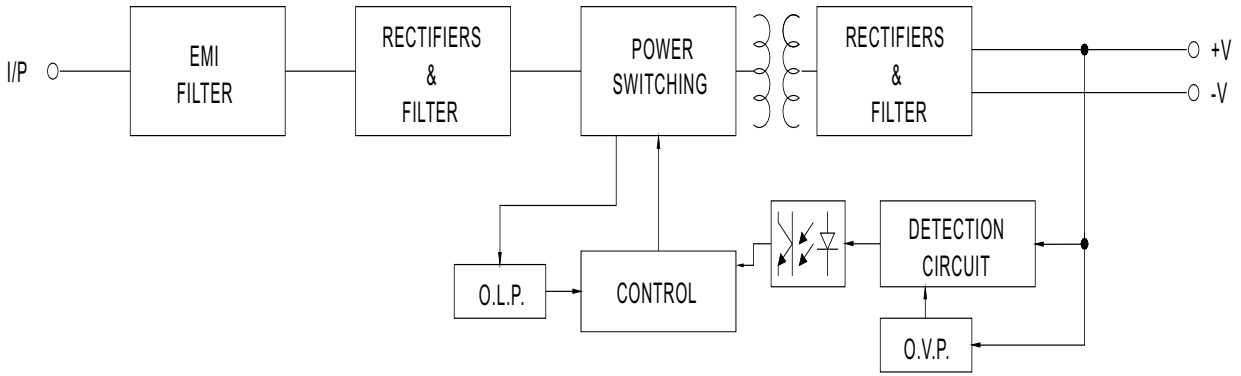 I/P
EMI
FILTER
RECTIFIERS
&
FILTER
POWER
SWITCHING
RECTIFIERS
&
FILTER
+V
-V
O.L.P.
CONTROL
DETECTION
CIRCUIT
O.V.P.